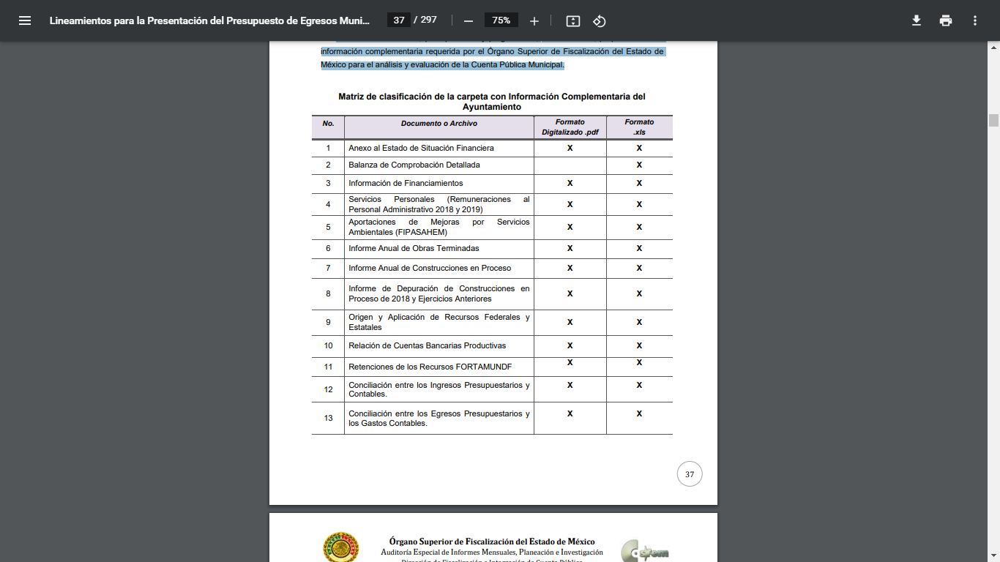 Lineamientos para la Presentación del Presupuesto de Egresos Muni...
37 / 297
75%
información complementaria requerida por el Órgano Superior de Fiscalización del Estado de
México para el análisis y evaluación de la Cuenta Pública Municipal.
Matriz de clasificación de la carpeta con Información Complementaria del
Ayuntamiento
No. Documento o Archivo Formato Digitalizado .pdf Formato .xls
1 Anexo al Estado de Situación Financiera X X
2 Balanza de Comprobación Detallada X
3 Información de Financiamientos X X
4 Servicios Personales (Remuneraciones al
Personal Administrativo 2018 y 2019) X X
5 Aportaciones de Mejoras por Servicios
Ambientales (FIPASAHEM) X X
6 Informe Anual de Obras Terminadas X X
7 Informe Anual de Construcciones en Proceso X X
8 Informe de Depuración de Construcciones en
Proceso de 2018 y Ejercicios Anteriores X X
9 Origen y Aplicación de Recursos Federales y
Estatales X X
10 Relación de Cuentas Bancarias Productivas X X
11 Retenciones de los Recursos FORTAMUNDF X X
12 Conciliación entre los Ingresos Presupuestarios y
Contables. X X
13 Conciliación entre los Egresos Presupuestarios y
los Gastos Contables. X X
37
Órgano Superior de Fiscalización del Estado de México
Auditoría Especial de Informes Mensuales, Planeación e Investigación
Dirección de Fiscalización e Integración de Cuenta Pública
osfem